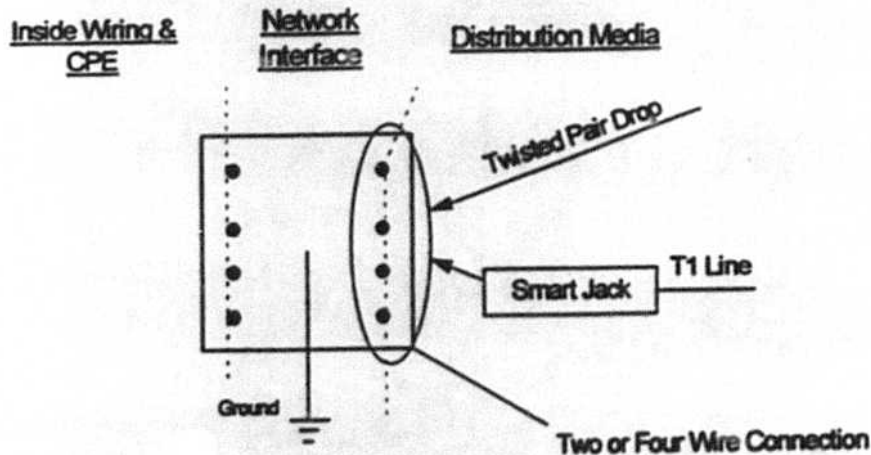 Inside Wiring &
CPE
Network
Interface
Distribution Media
Twisted Pair Drop
T1 Line
Smart Jack
Ground
Two or Four Wire Connection